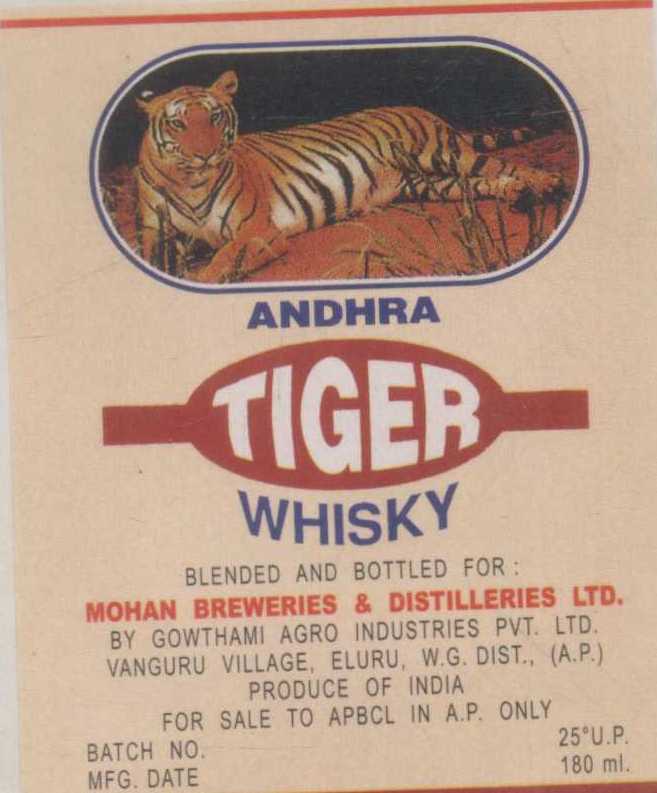 ANDHRA
TIGER
WHISKY
BLENDED AND BOTTLED FOR :
MOHAN BREWERIES & DISTILLERIES LTD.
BY GOWTHAMI AGRO INDUSTRIES PVT. LTD.
VANGURU VILLAGE, ELURU, W.G. DIST., (A.P.)
PRODUCE OF INDIA
FOR SALE TO APBCL IN A.P. ONLY
BATCH NO. 25°U.P.
MFG. DATE 180 ml.